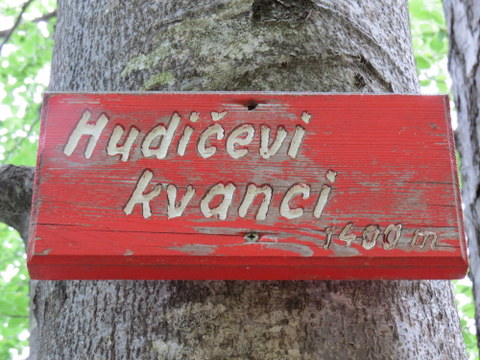 Hudičevi
kvanci
1400 m